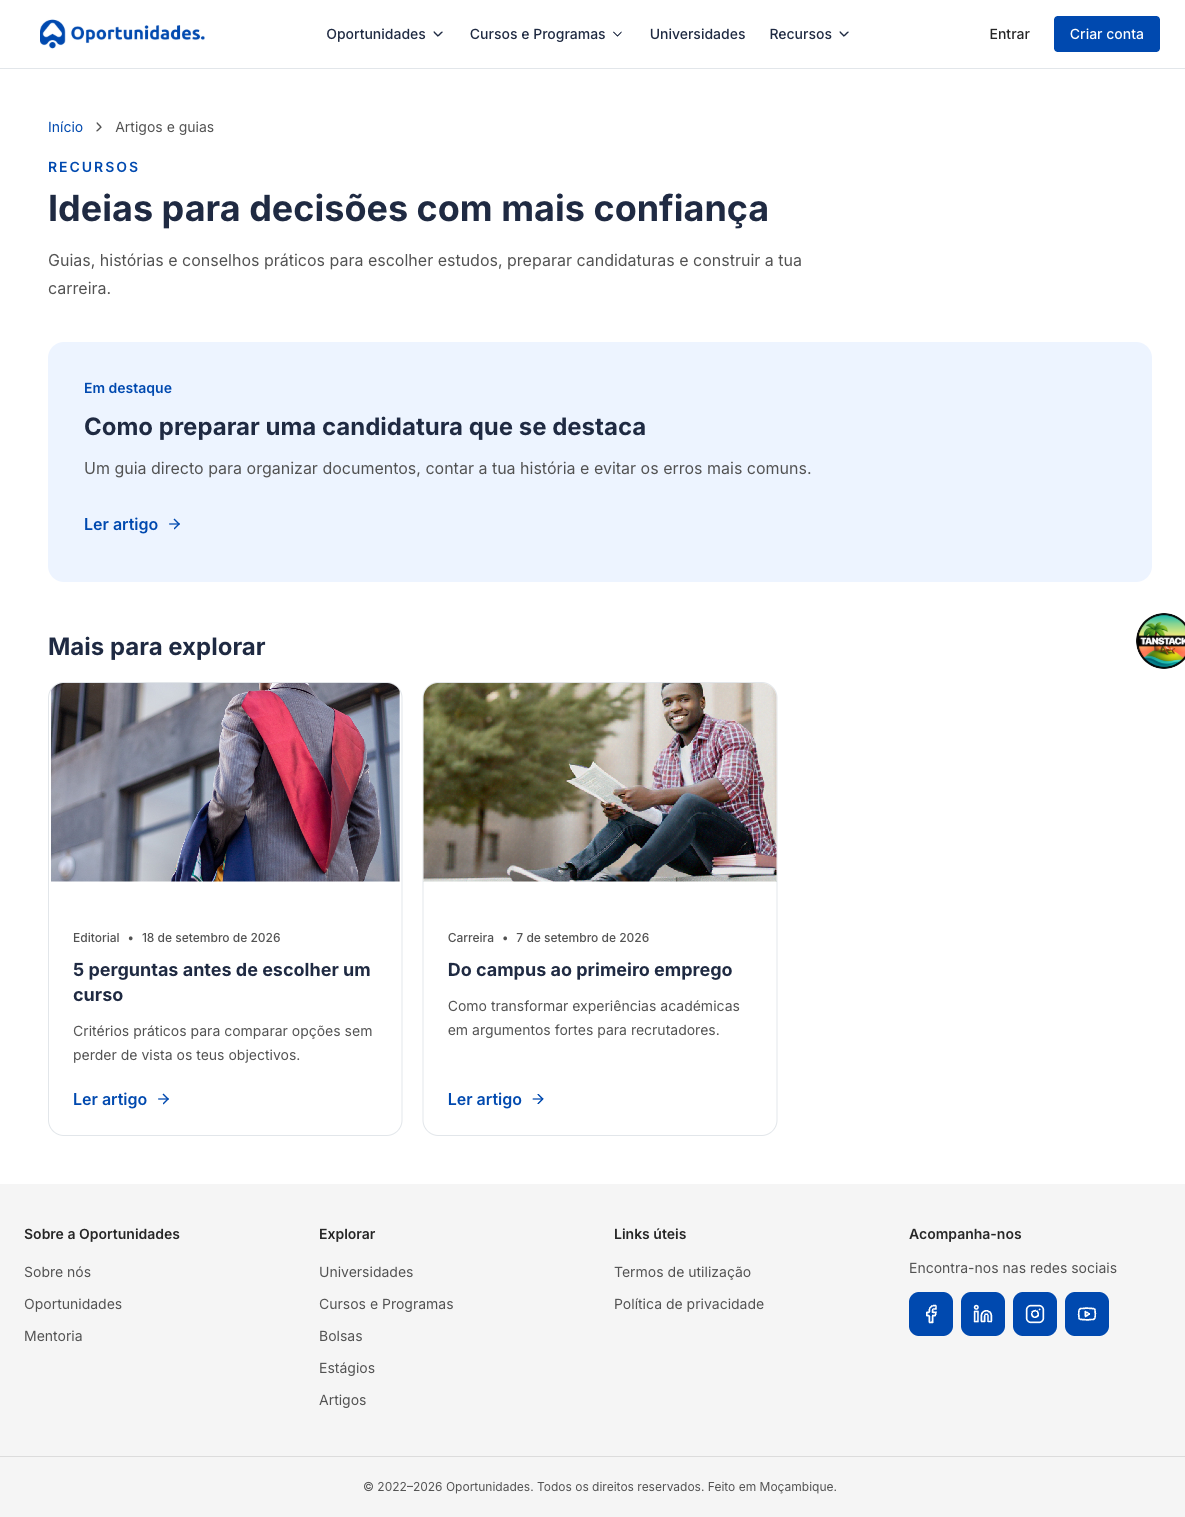 Oportunidades.
Oportunidades
Cursos e Programas
Universidades
Recursos
Entrar
Criar conta
Início
Artigos e guias
RECURSOS
Ideias para decisões com mais confiança
Guias, histórias e conselhos práticos para escolher estudos, preparar candidaturas e construir a tua
carreira.
Em destaque
Como preparar uma candidatura que se destaca
Um guia directo para organizar documentos, contar a tua história e evitar os erros mais comuns.
Ler artigo
Mais para explorar
TANSTACK
Editorial • 18 de setembro de 2026
5 perguntas antes de escolher um
curso
Critérios práticos para comparar opções sem
perder de vista os teus objectivos.
Ler artigo
Carreira • 7 de setembro de 2026
Do campus ao primeiro emprego
Como transformar experiências académicas
em argumentos fortes para recrutadores.
Ler artigo
Sobre a Oportunidades
Sobre nós
Oportunidades
Mentoria
Explorar
Universidades
Cursos e Programas
Bolsas
Estágios
Artigos
Links úteis
Termos de utilização
Política de privacidade
Acompanha-nos
Encontra-nos nas redes sociais
© 2022–2026 Oportunidades. Todos os direitos reservados. Feito em Moçambique.